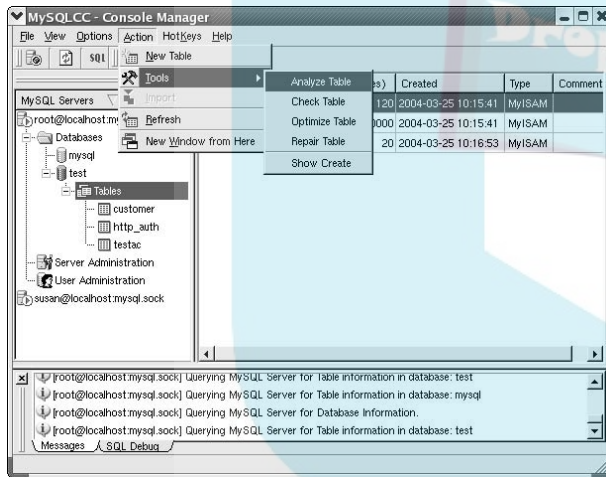 MySQLCC - Console Manager
File View Options Action HotKeys Help
SQL
New Table
Tools
Import
Refresh
New Window from Here
Analyze Table
Check Table
Optimize Table
Repair Table
Show Create
Created Type Comment
120 2004-03-25 10:15:41 MyISAM
2004-03-25 10:15:41 MyISAM
20 2004-03-25 10:16:53 MyISAM
MySQL Servers
Databases
mysql
test
Tables
customer
http_auth
testac
Server Administration
User Administration
susan@localhost:mysql.sock
[root@localhost:mysql.sock] Querying MySQL Server for Table information in database: test
[root@localhost:mysql.sock] Querying MySQL Server for Table information in database: mysql
[root@localhost:mysql.sock] Querying MySQL Server for Database Information.
[root@localhost:mysql.sock] Querying MySQL Server for Table information in database: test
Messages SQL Debug